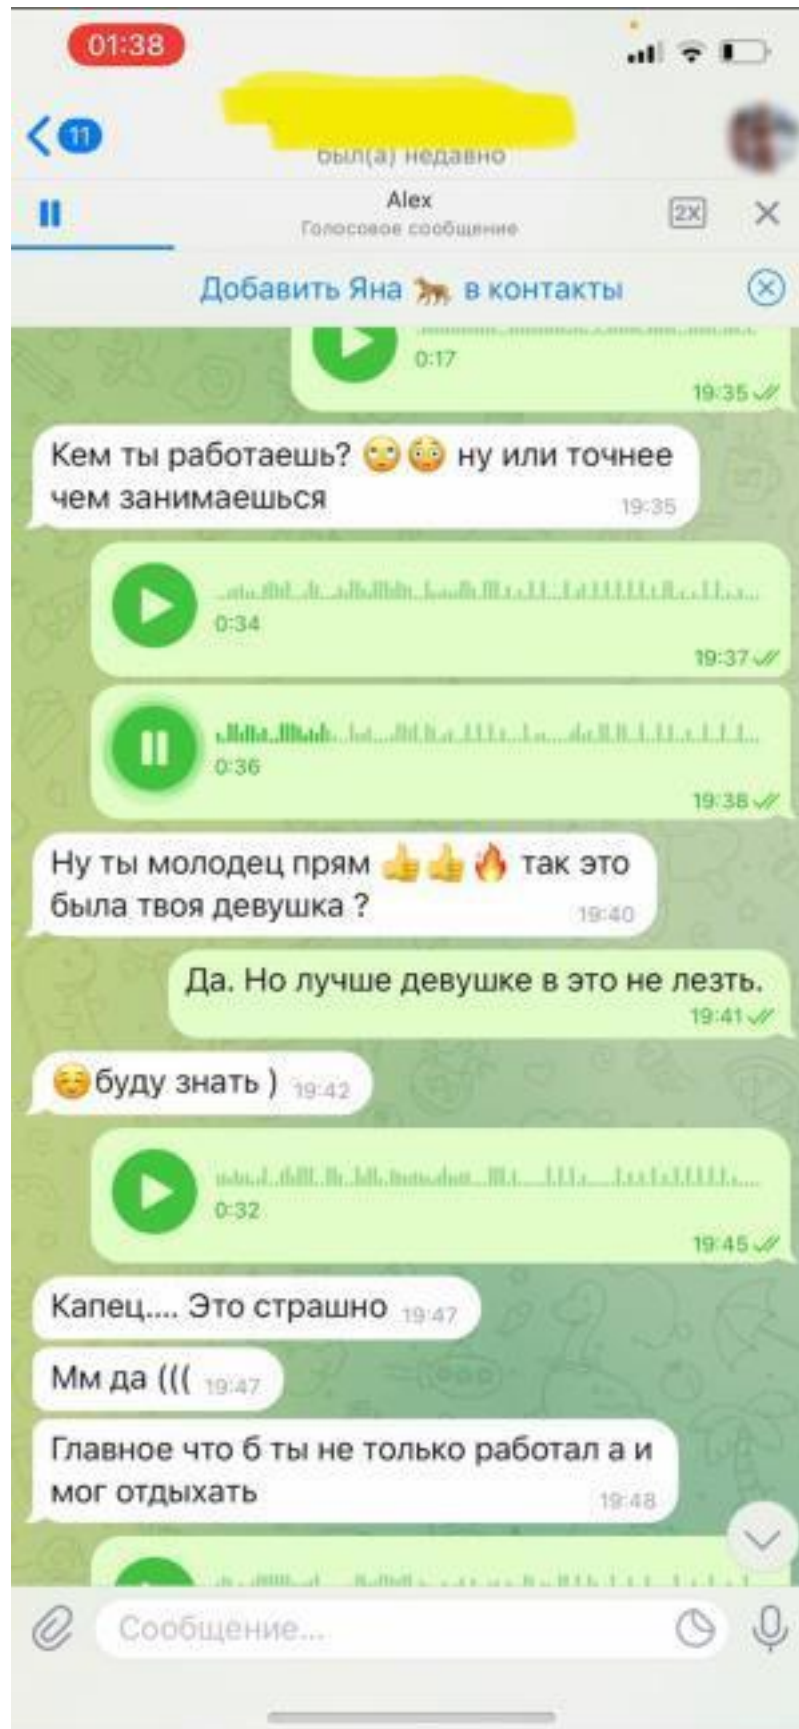 01:38
11
был(а) недавно
Alex
2X
Голосовое сообщение
Добавить Яна 🐆 в контакты
0:17
19:35
Кем ты работаешь? 🙄😳 ну или точнее
чем занимаешься
19:35
0:34
19:37
0:36
19:38
Ну ты молодец прям 👍👍🔥 так это
была твоя девушка ?
19:40
Да. Но лучше девушке в это не лезть.
19:41
☺️буду знать )
19:42
0:32
19:45
Капец.... Это страшно
19:47
Мм да (((
19:47
Главное что б ты не только работал а и
мог отдыхать
19:48
Сообщение...